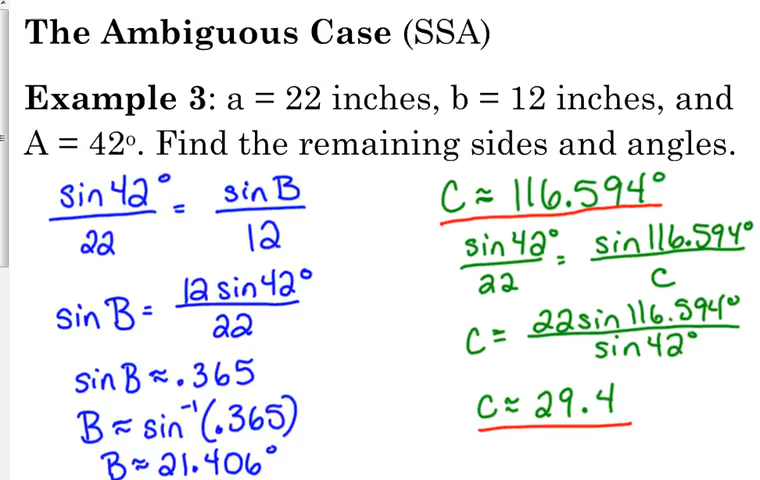 The Ambiguous Case (SSA)
Example 3: a = 22 inches, b = 12 inches, and
A = 42°. Find the remaining sides and angles.
sin 42° / 22 = sin B / 12
sin B = 12 sin 42° / 22
sin B ≈ .365
B ≈ sin⁻¹(.365)
B ≈ 21.406°
C ≈ 116.594°
sin 42° / 22 = sin 116.594° / C
C = 22 sin 116.594° / sin 42°
C ≈ 29.4